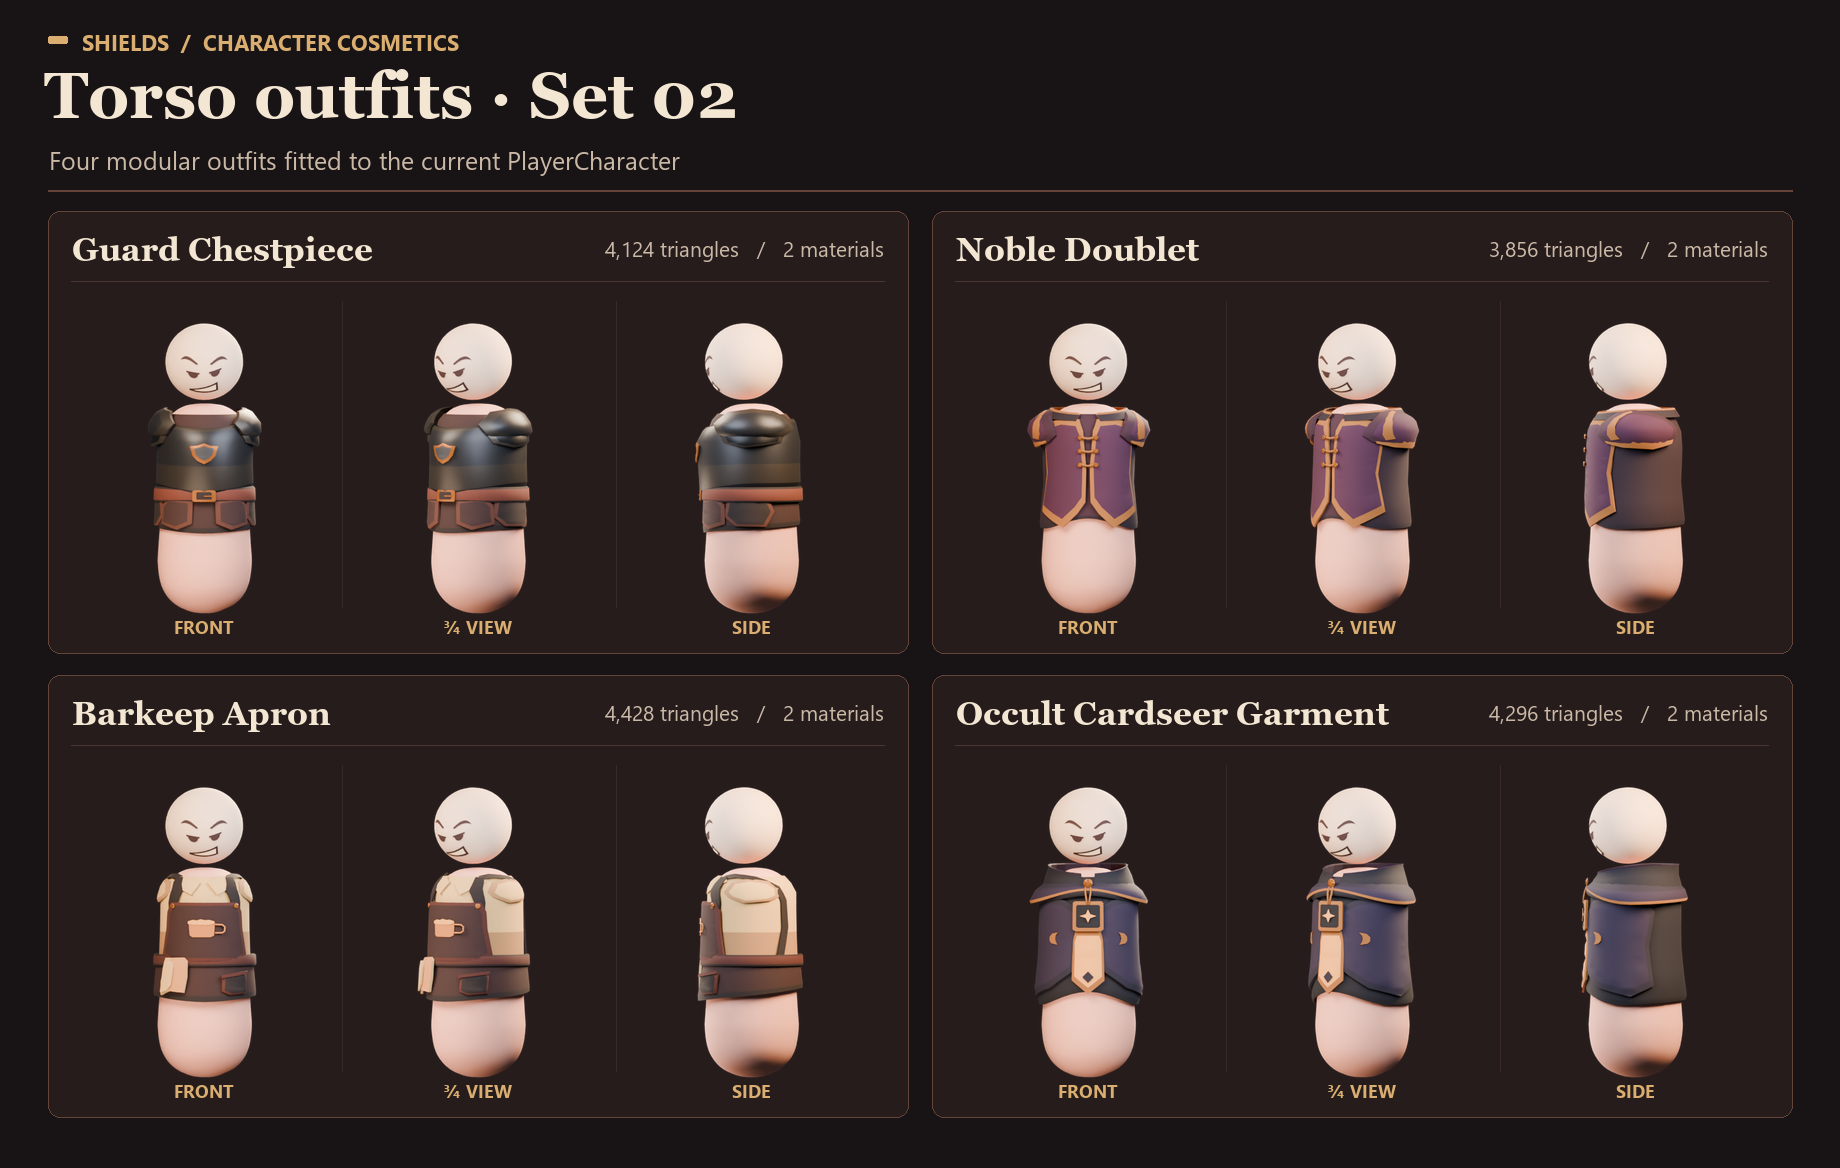 SHIELDS / CHARACTER COSMETICS
Torso outfits · Set 02
Four modular outfits fitted to the current PlayerCharacter
Guard Chestpiece
4,124 triangles / 2 materials
FRONT
¾ VIEW
SIDE
Noble Doublet
3,856 triangles / 2 materials
FRONT
¾ VIEW
SIDE
Barkeep Apron
4,428 triangles / 2 materials
FRONT
¾ VIEW
SIDE
Occult Cardseer Garment
4,296 triangles / 2 materials
FRONT
¾ VIEW
SIDE